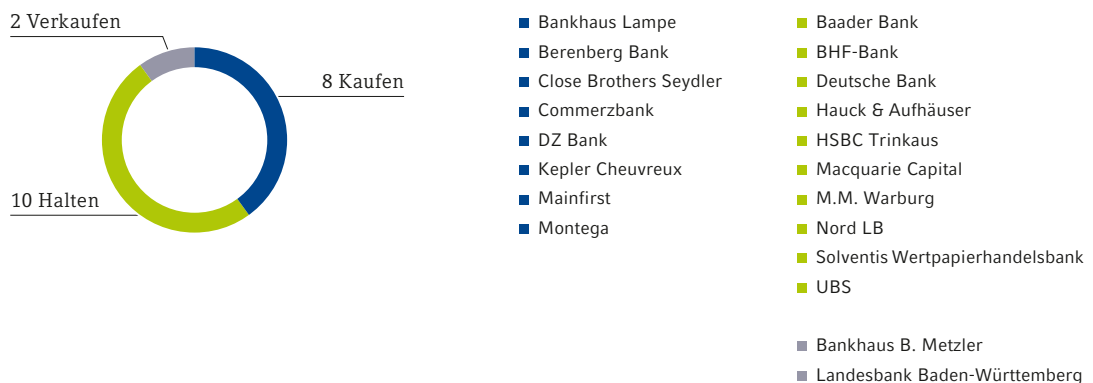 2 Verkaufen
8 Kaufen
10 Halten
Bankhaus Lampe
Berenberg Bank
Close Brothers Seydler
Commerzbank
DZ Bank
Kepler Cheuvreux
Mainfirst
Montega
Baader Bank
BHF-Bank
Deutsche Bank
Hauck & Aufhäuser
HSBC Trinkaus
Macquarie Capital
M.M. Warburg
Nord LB
Solventis Wertpapierhandelsbank
UBS
Bankhaus B. Metzler
Landesbank Baden-Württemberg